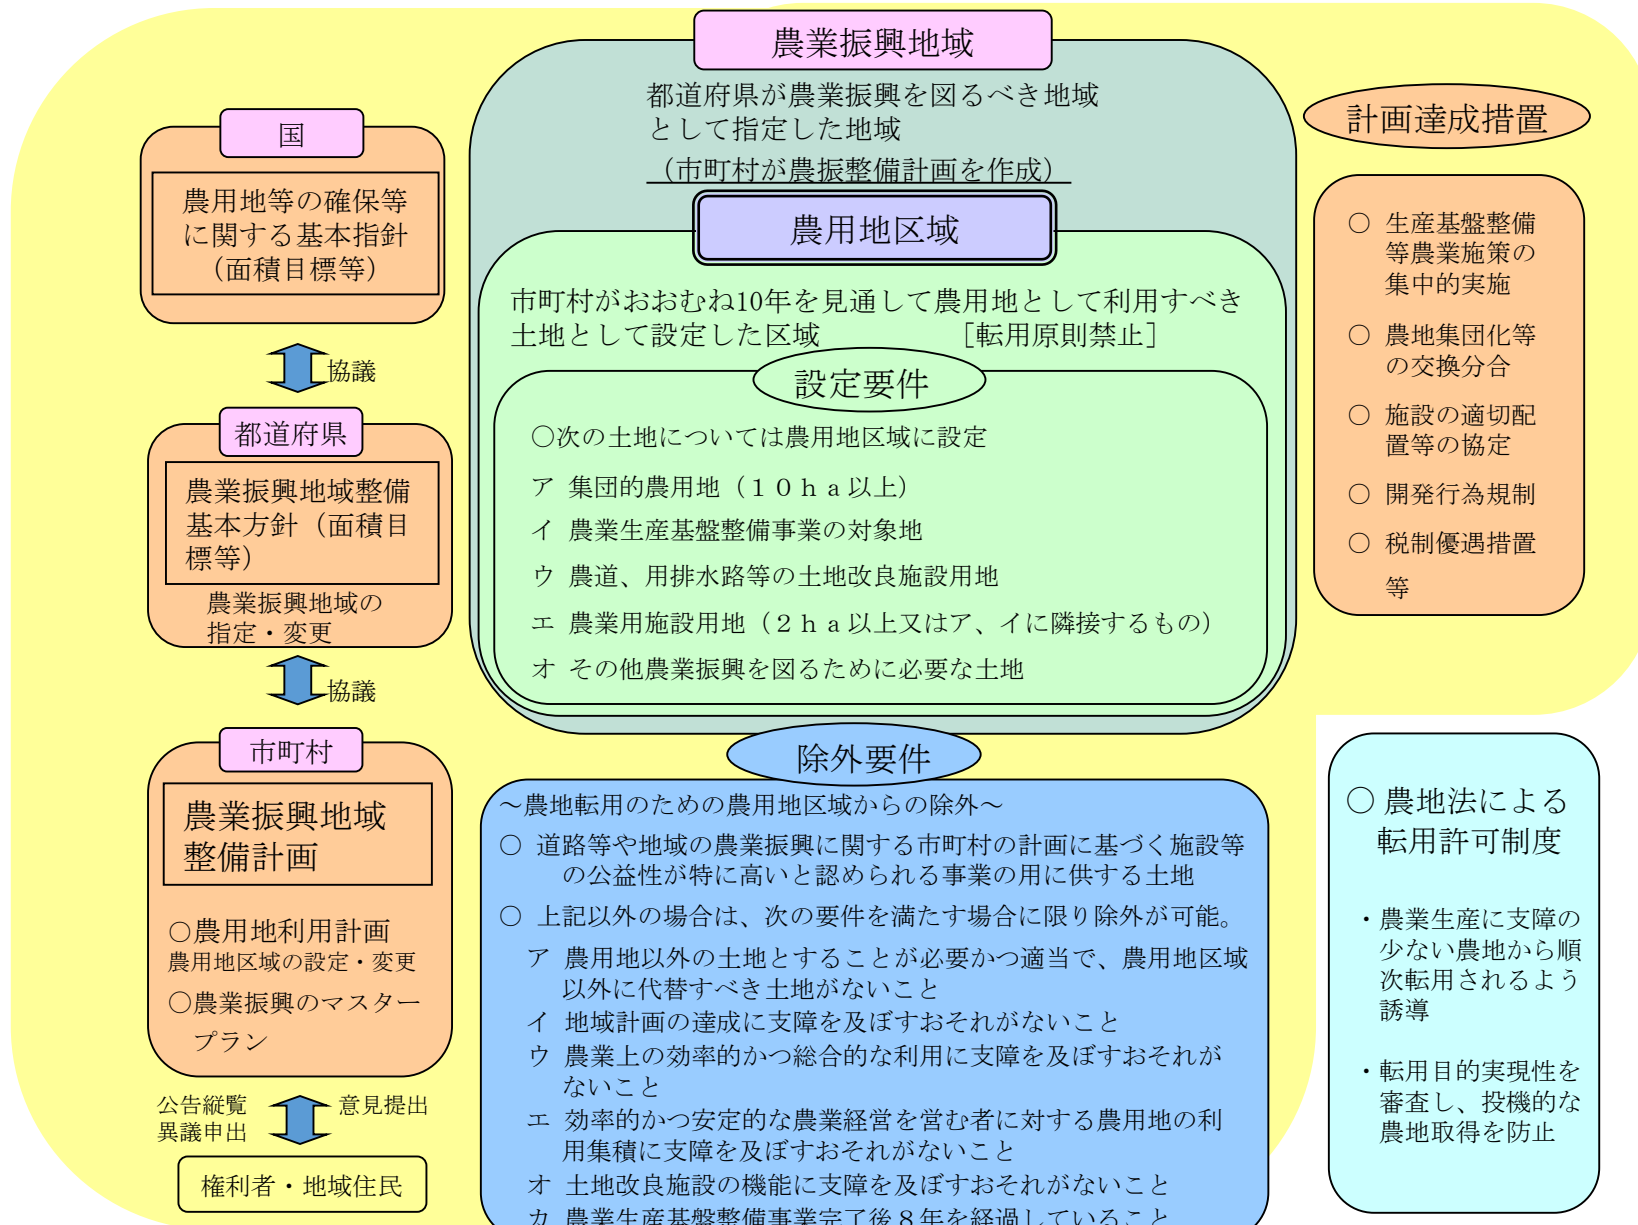 国
農用地等の確保等
に関する基本指針
（面積目標等）
協議
都道府県
農業振興地域整備
基本方針（面積目
標等）
農業振興地域の
指定・変更
協議
市町村
農業振興地域
整備計画
○農用地利用計画
農用地区域の設定・変更
○農業振興のマスター
プラン
公告縦覧
異議申出
意見提出
権利者・地域住民
農業振興地域
都道府県が農業振興を図るべき地域
として指定した地域
（市町村が農振整備計画を作成）
農用地区域
市町村がおおむね10年を見通して農用地として利用すべき
土地として設定した区域　［転用原則禁止］
設定要件
○次の土地については農用地区域に設定
ア 集団的農用地（１０ｈａ以上）
イ 農業生産基盤整備事業の対象地
ウ 農道、用排水路等の土地改良施設用地
エ 農業用施設用地（２ｈａ以上又はア、イに隣接するもの）
オ その他農業振興を図るために必要な土地
除外要件
～農地転用のための農用地区域からの除外～
○ 道路等や地域の農業振興に関する市町村の計画に基づく施設等
の公益性が特に高いと認められる事業の用に供する土地
○ 上記以外の場合は、次の要件を満たす場合に限り除外が可能。
ア 農用地以外の土地とすることが必要かつ適当で、農用地区域
以外に代替すべき土地がないこと
イ 地域計画の達成に支障を及ぼすおそれがないこと
ウ 農業上の効率的かつ総合的な利用に支障を及ぼすおそれが
ないこと
エ 効率的かつ安定的な農業経営を営む者に対する農用地の利
用集積に支障を及ぼすおそれがないこと
オ 土地改良施設の機能に支障を及ぼすおそれがないこと
カ 農業生産基盤整備事業完了後８年を経過していること
計画達成措置
○ 生産基盤整備
等農業施策の
集中的実施
○ 農地集団化等
の交換分合
○ 施設の適切配
置等の協定
○ 開発行為規制
○ 税制優遇措置
等
○ 農地法による
転用許可制度
・農業生産に支障の
少ない農地から順
次転用されるよう
誘導
・転用目的実現性を
審査し、投機的な
農地取得を防止